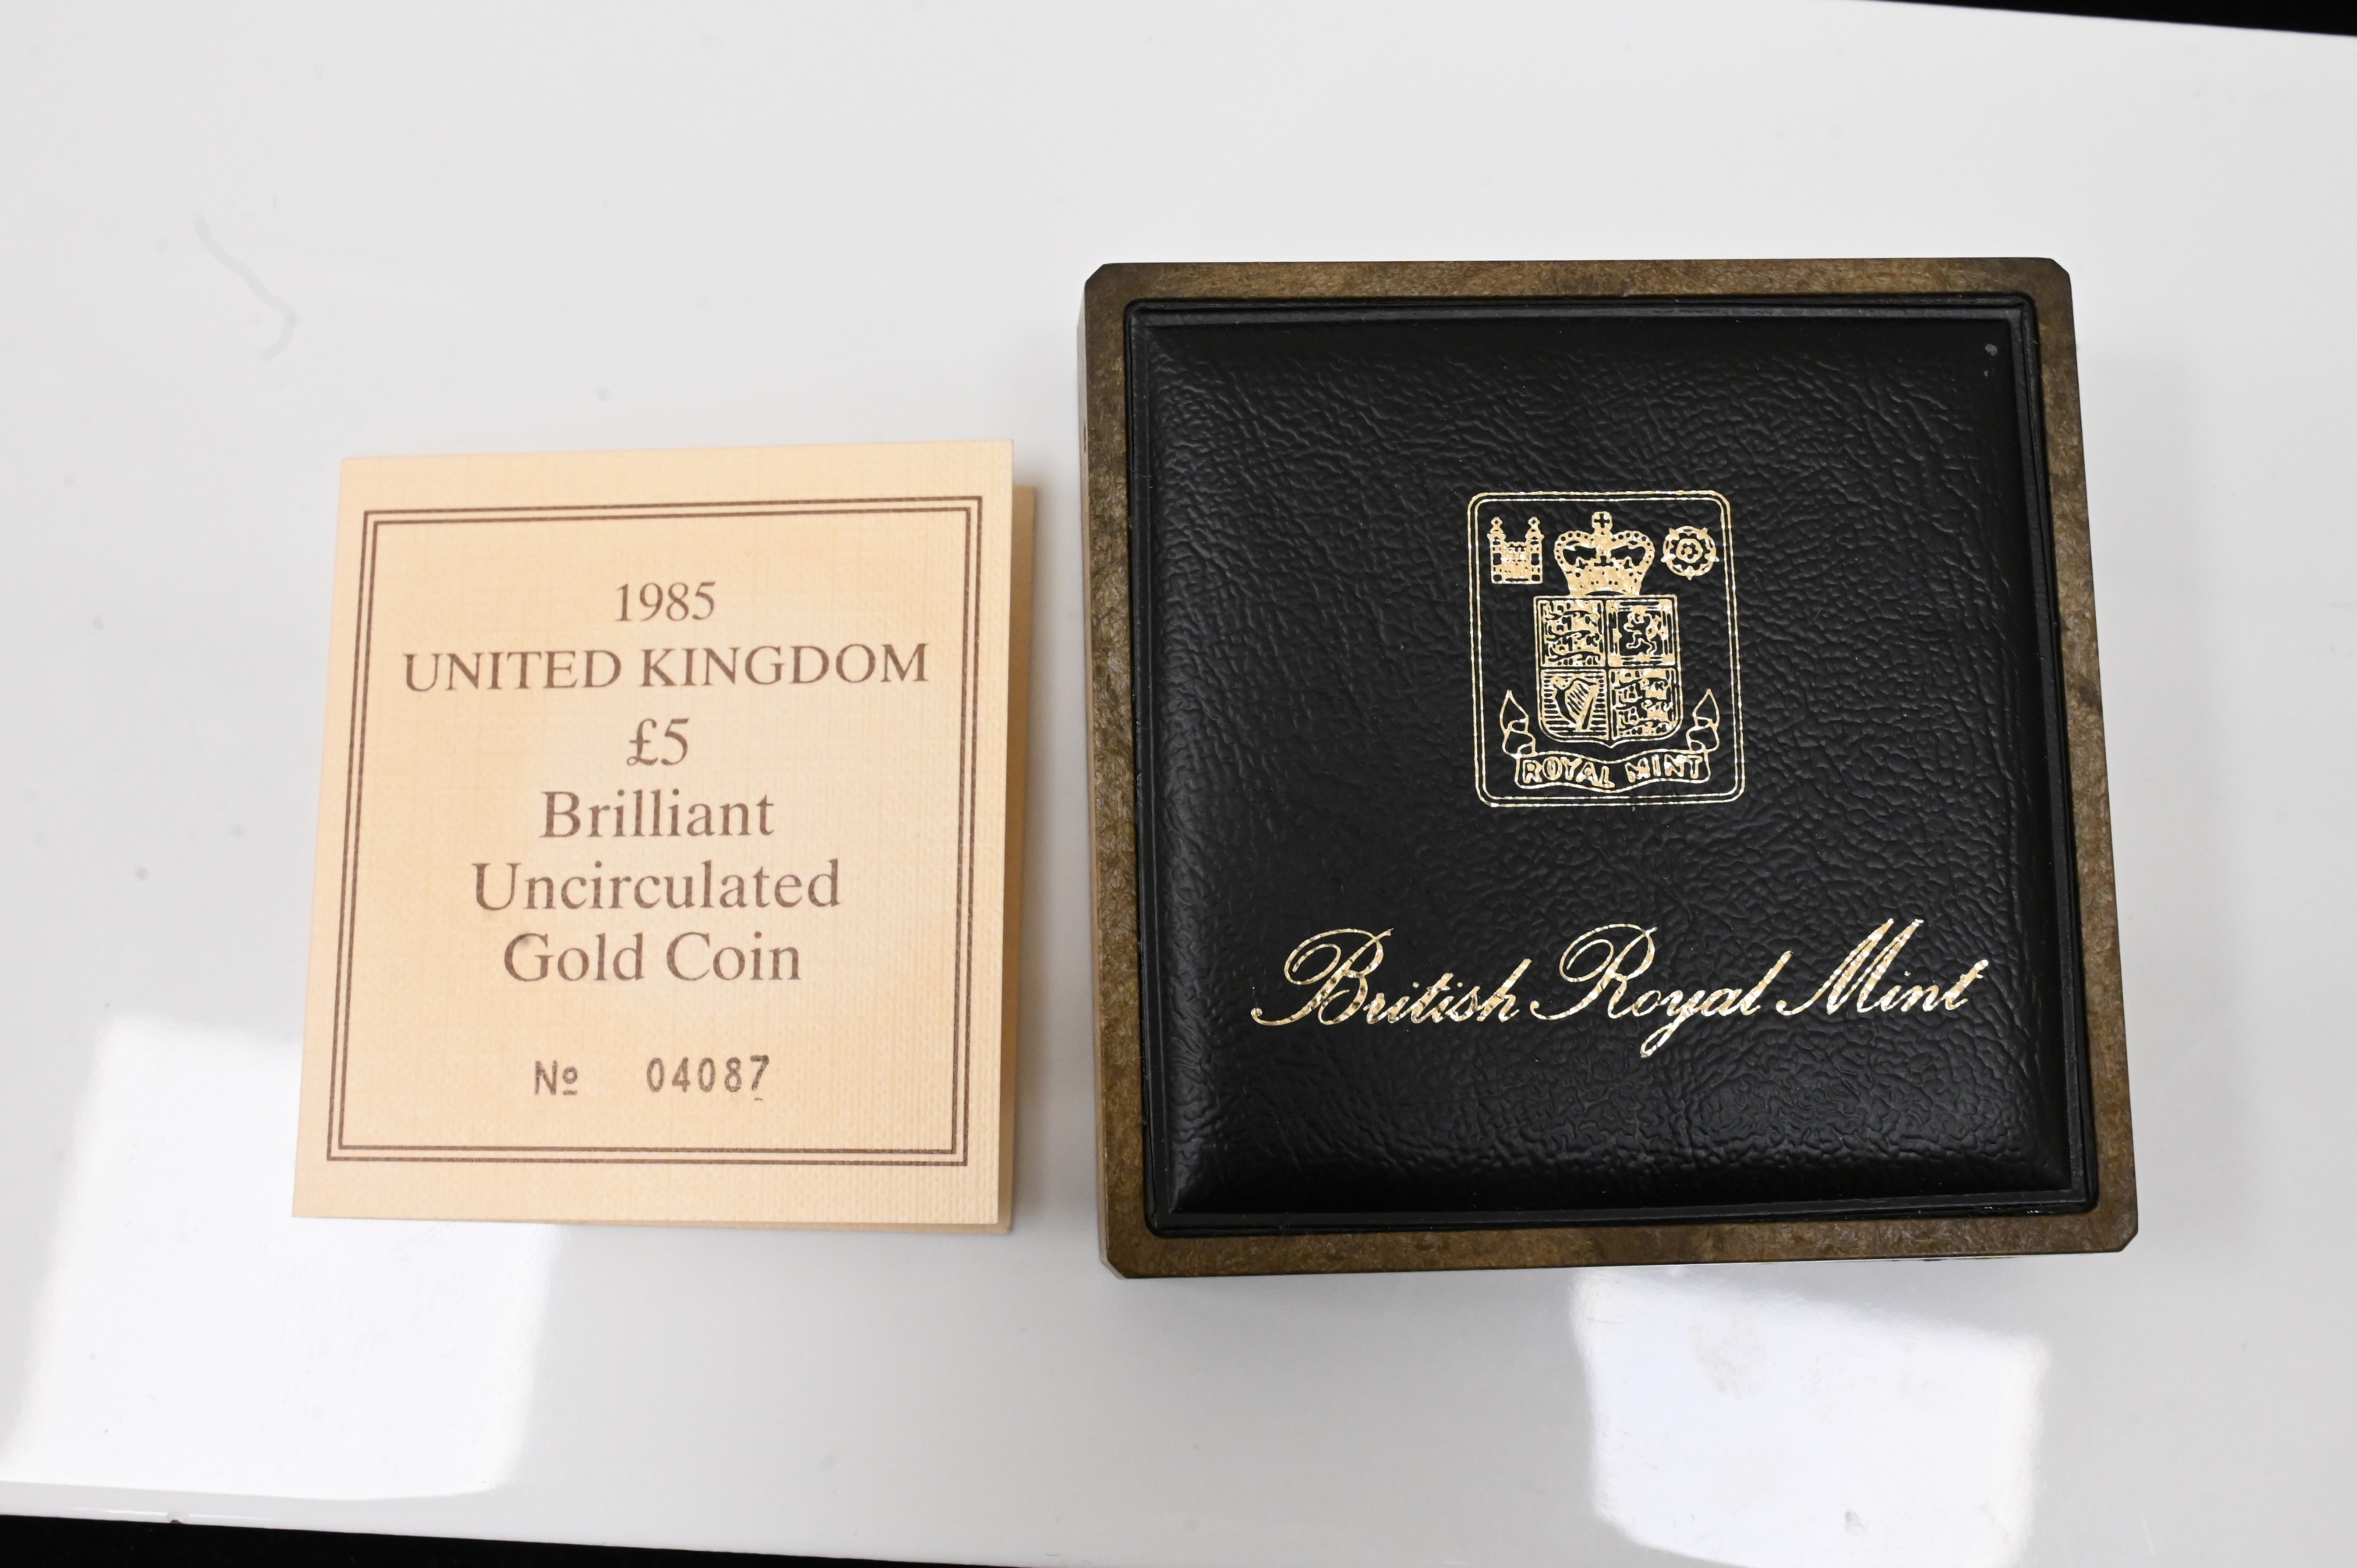 1985
UNITED KINGDOM
£5
Brilliant
Uncirculated
Gold Coin
Nº 04087
ROYAL MINT
British Royal Mint